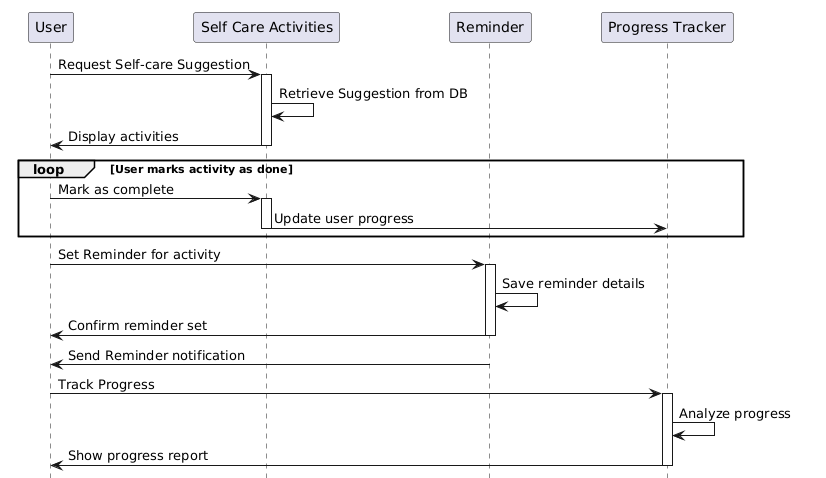 User
Self Care Activities
Reminder
Progress Tracker
Request Self-care Suggestion
Retrieve Suggestion from DB
Display activities
loop
[User marks activity as done]
Mark as complete
Update user progress
Set Reminder for activity
Save reminder details
Confirm reminder set
Send Reminder notification
Track Progress
Analyze progress
Show progress report